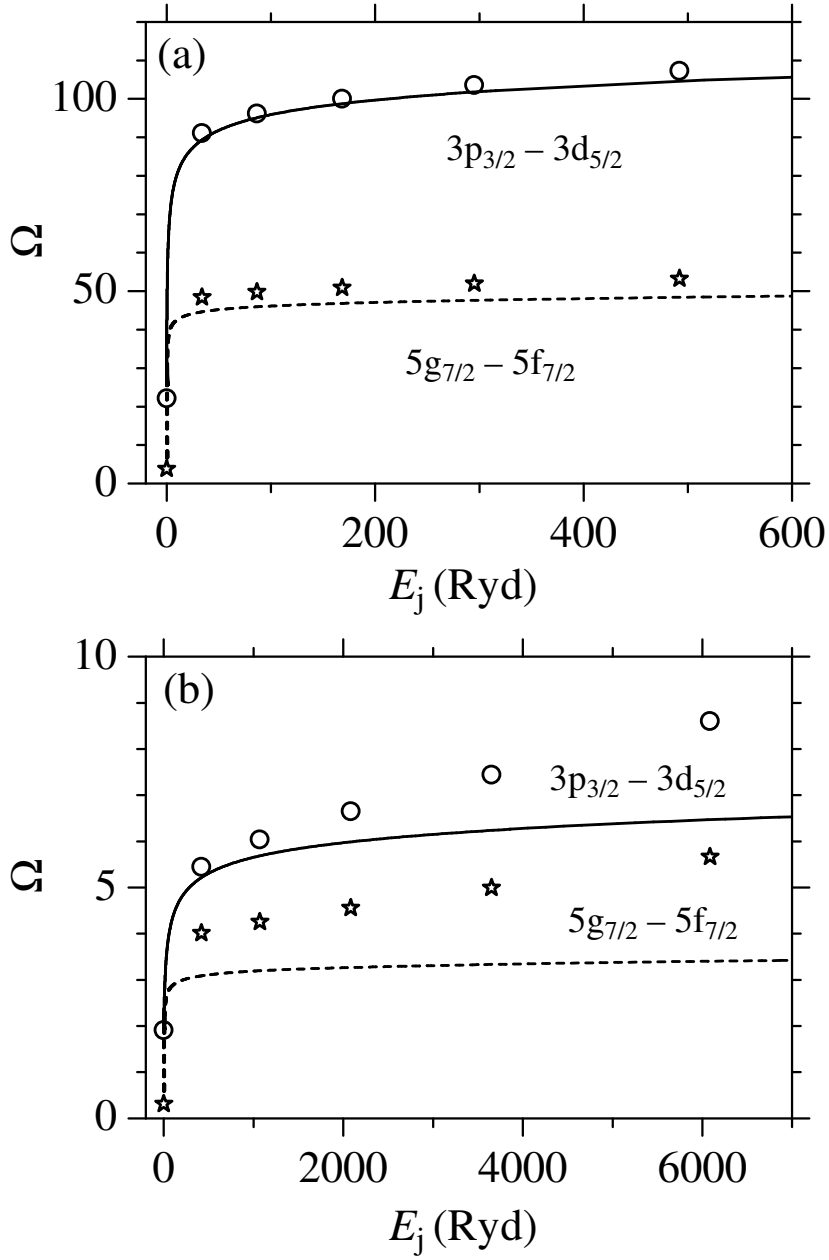 (a)
100
3p3/2 – 3d5/2
Ω
50
5g7/2 – 5f7/2
0
0 200 400 600
Ej (Ryd)
10
(b)
3p3/2 – 3d5/2
Ω
5
5g7/2 – 5f7/2
0
0 2000 4000 6000
Ej (Ryd)